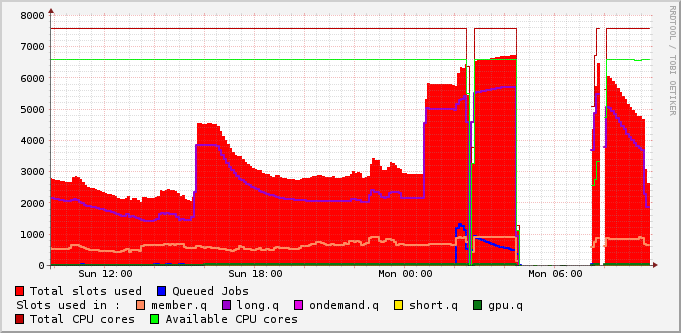 8000
7000
6000
5000
4000
3000
2000
1000
0
Sun 12:00 Sun 18:00 Mon 00:00 Mon 06:00
RRDTOOL / TOBI OETIKER
Total slots used Queued Jobs
Slots used in : member.q long.q ondemand.q short.q gpu.q
Total CPU cores Available CPU cores